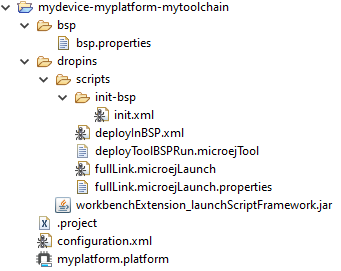 mydevice-myplatform-mytoolchain
bsp
bsp.properties
dropins
scripts
init-bsp
init.xml
deployInBSP.xml
deployToolBSPRun.microejTool
fullLink.microejLaunch
fullLink.microejLaunch.properties
workbenchExtension_launchScriptFramework.jar
.project
configuration.xml
myplatform.platform